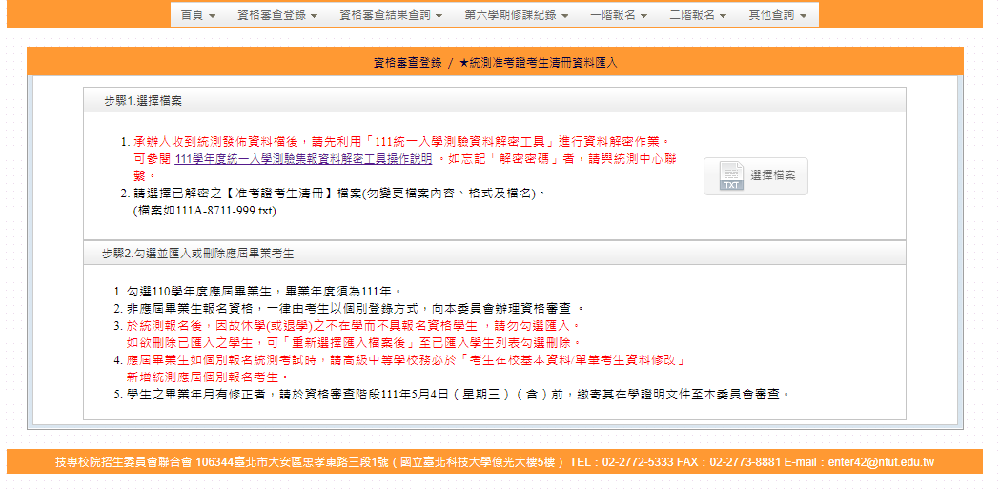 首頁 資格審查登錄 資格審查結果查詢 第六學期修課紀錄 一階報名 二階報名 其他查詢
資格審查登錄 / ★統測准考證考生清冊資料匯入
步驟1.選擇檔案
1. 承辦人收到統測發佈資料檔後，請先利用「111統一入學測驗資料解密工具」進行資料解密作業。
可參閱 111學年度統一入學測驗集報資料解密工具操作說明 。如忘記「解密密碼」者，請與統測中心聯
繫。
2. 請選擇已解密之【准考證考生清冊】檔案(勿變更檔案內容、格式及檔名)。
(檔案如111A-8711-999.txt)
TXT 選擇檔案
步驟2.勾選並匯入或刪除應屆畢業考生
1. 勾選110學年度應屆畢業生，畢業年度須為111年。
2. 非應屆畢業生報名資格，一律由考生以個別登錄方式，向本委員會辦理資格審查 。
3. 於統測報名後，因故休學(或退學)之不在學而不具報名資格學生 ，請勿勾選匯入。
如欲刪除已匯入之學生，可「重新選擇匯入檔案後」至已匯入學生列表勾選刪除。
4. 應屆畢業生如個別報名統測考試時，請高級中等學校務必於「考生在校基本資料/單筆考生資料修改」
新增統測應屆個別報名考生。
5. 學生之畢業年月有修正者，請於資格審查階段111年5月4日（星期三）（含）前，繳寄其在學證明文件至本委員會審查。
技專校院招生委員會聯合會 106344臺北市大安區忠孝東路三段1號（國立臺北科技大學億光大樓5樓） TEL：02-2772-5333 FAX：02-2773-8881 E-mail：enter42@ntut.edu.tw